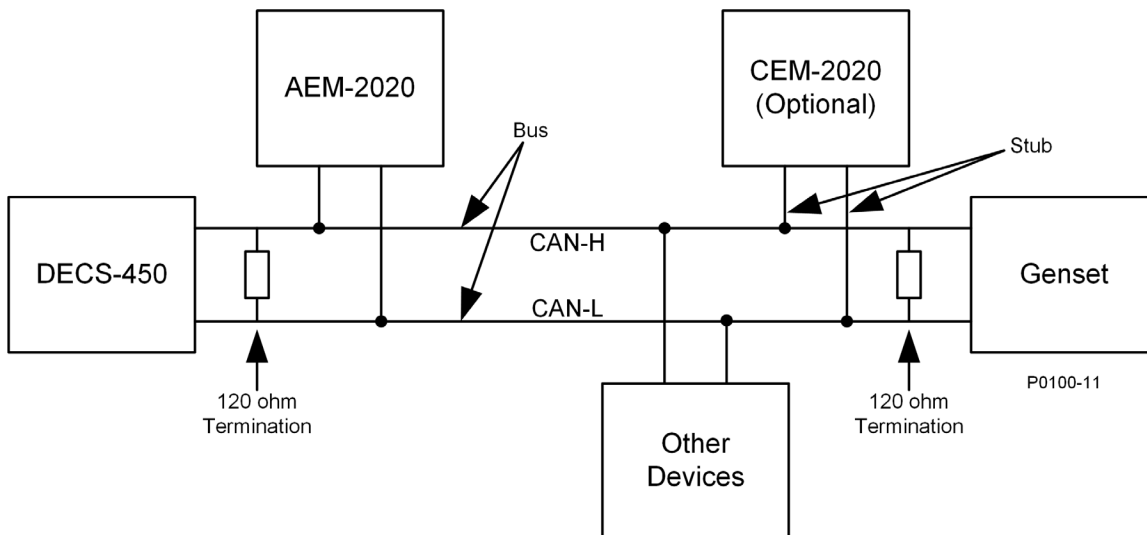 AEM-2020
CEM-2020
(Optional)
Bus
Stub
DECS-450
CAN-H
Genset
CAN-L
P0100-11
120 ohm
Termination
120 ohm
Termination
Other
Devices